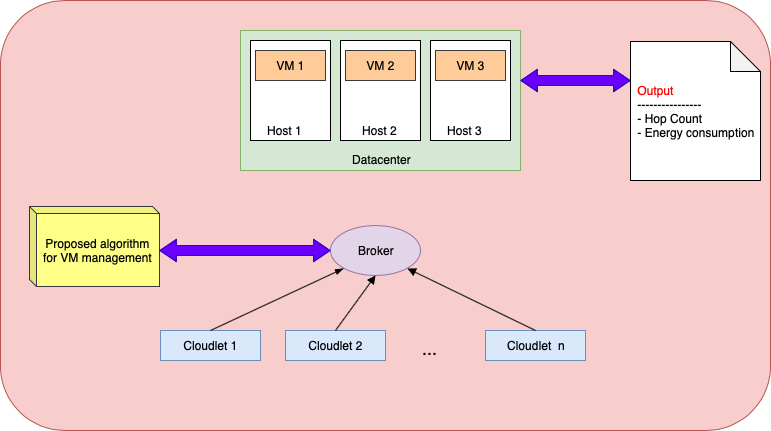 VM 1
VM 2
VM 3
Host 1
Host 2
Host 3
Datacenter
Output
----------------
- Hop Count
- Energy consumption
Proposed algorithm
for VM management
Broker
Cloudlet 1
Cloudlet 2
...
Cloudlet n